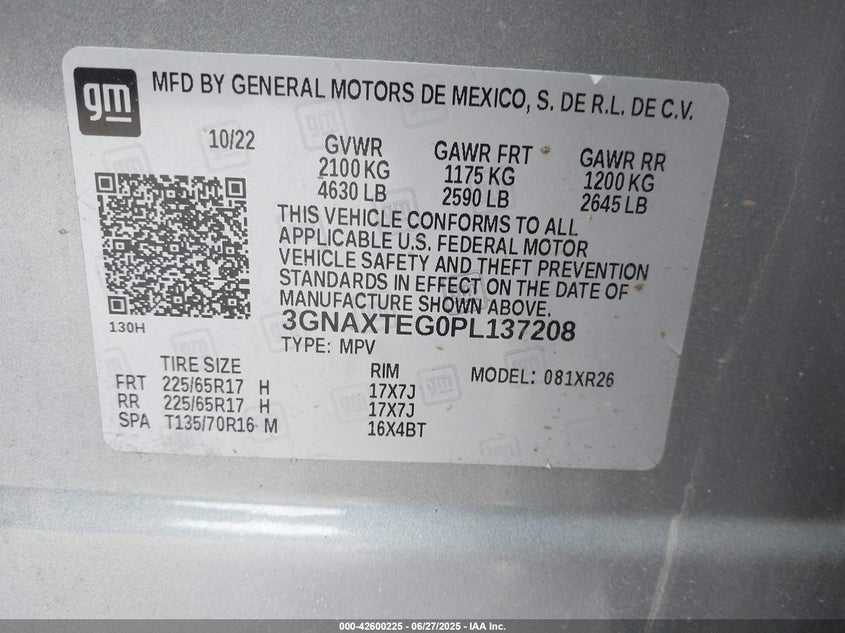 gm
MFD BY GENERAL MOTORS DE MEXICO, S. DE R.L. DE C.V.
10/22
GVWR GAWR FRT GAWR RR
2100 KG 1175 KG 1200 KG
4630 LB 2590 LB 2645 LB
THIS VEHICLE CONFORMS TO ALL
APPLICABLE U.S. FEDERAL MOTOR
VEHICLE SAFETY AND THEFT PREVENTION
STANDARDS IN EFFECT ON THE DATE OF
MANUFACTURE SHOWN ABOVE.
130H
3GNAXTEG0PL137208
TYPE: MPV
TIRE SIZE RIM MODEL: 081XR26
FRT 225/65R17 H 17X7J
RR 225/65R17 H 17X7J
SPA T135/70R16 M 16X4BT
000-42600225 - 06/27/2025 - IAA Inc.